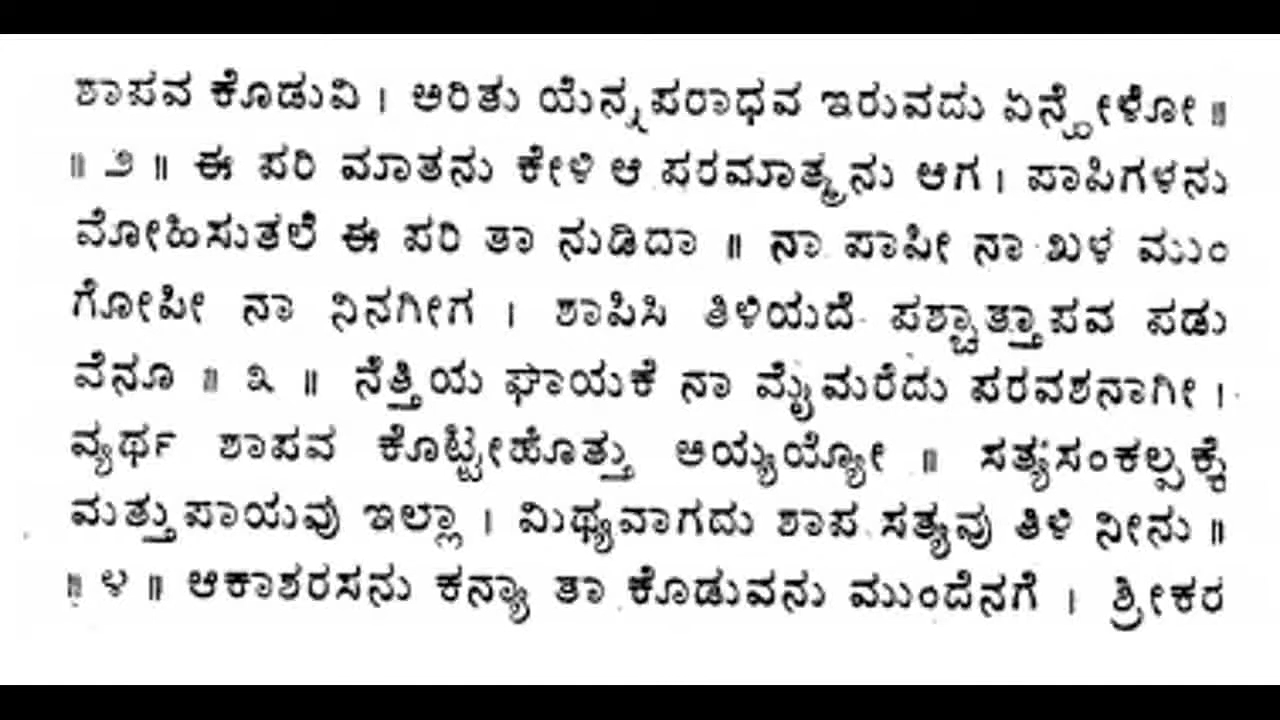 ಶಾಪವ ಕೊಡುವಿ । ಅರಿತು ಯೆನ್ನಪರಾಧವ ಇರುವದು ಏನ್ಹೇಳೋ ॥
॥ ೨ ॥ ಈ ಪರಿ ಮಾತನು ಕೇಳಿ ಆ ಪರಮಾತ್ಮನು ಆಗ । ಪಾಪಿಗಳನು
ಮೋಹಿಸುತಲೆ ಈ ಪರಿ ತಾ ನುಡಿದಾ ॥ ನಾ ಪಾಪೀ ನಾ ಖಳ ಮುಂ
ಗೋಪೀ ನಾ ನಿನಗೀಗ । ಶಾಪಿಸಿ ತಿಳಿಯದೆ ಪಶ್ಚಾತ್ತಾಪವ ಪಡು
ವೆನೂ ॥ ೩ ॥ ನೆತ್ತಿಯ ಘಾಯಕೆ ನಾ ಮೈಮರೆದು ಪರವಶನಾಗೀ ।
ವ್ಯರ್ಥ ಶಾಪವ ಕೊಟ್ಟೇಹೊತ್ತು ಅಯ್ಯಯ್ಯೋ ॥ ಸತ್ಯಸಂಕಲ್ಪಕ್ಕೆ
ಮತ್ತುಪಾಯವು ಇಲ್ಲಾ । ಮಿಥ್ಯವಾಗದು ಶಾಪ ಸತ್ಯವು ತಿಳಿ ನೀನು ॥
॥ ೪ ॥ ಆಕಾಶರಸನು ಕನ್ಯಾ ತಾ ಕೊಡುವನು ಮುಂದೆನಗೆ । ಶ್ರೀಕರ